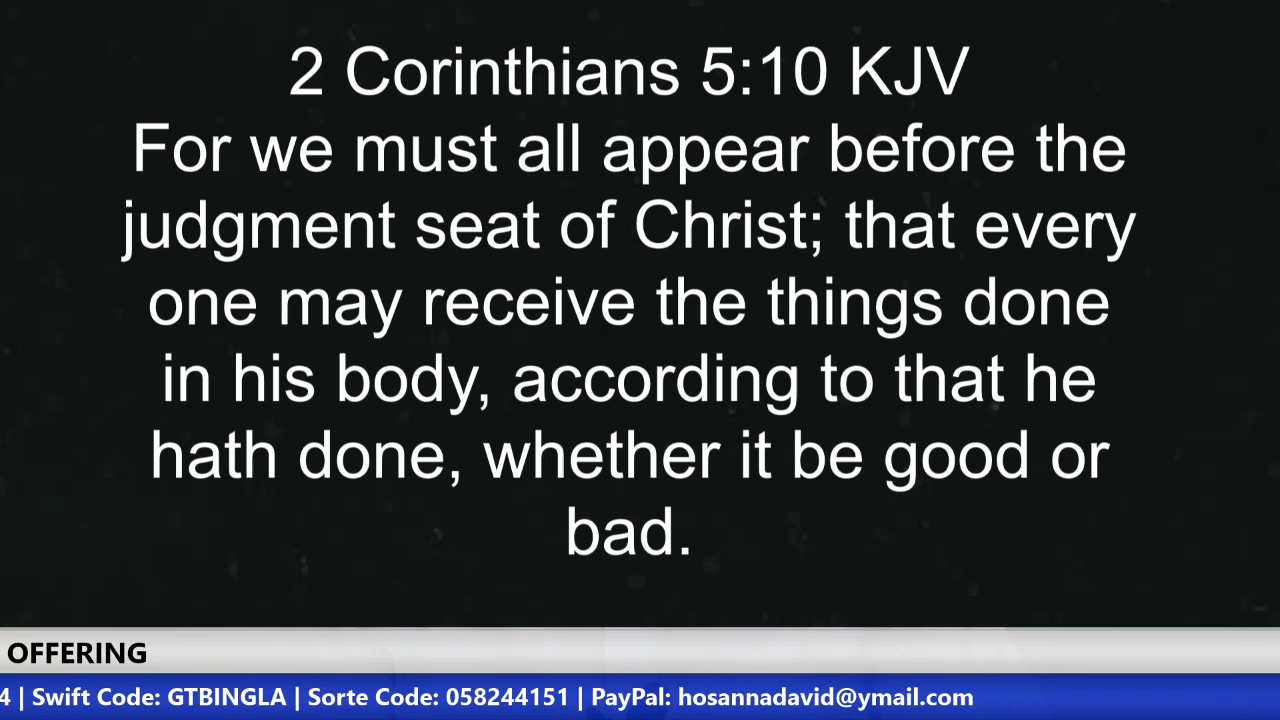 2 Corinthians 5:10 KJV
For we must all appear before the
judgment seat of Christ; that every
one may receive the things done
in his body, according to that he
hath done, whether it be good or
bad.
OFFERING
4 | Swift Code: GTBINGLA | Sorte Code: 058244151 | PayPal: hosannadavid@ymail.com